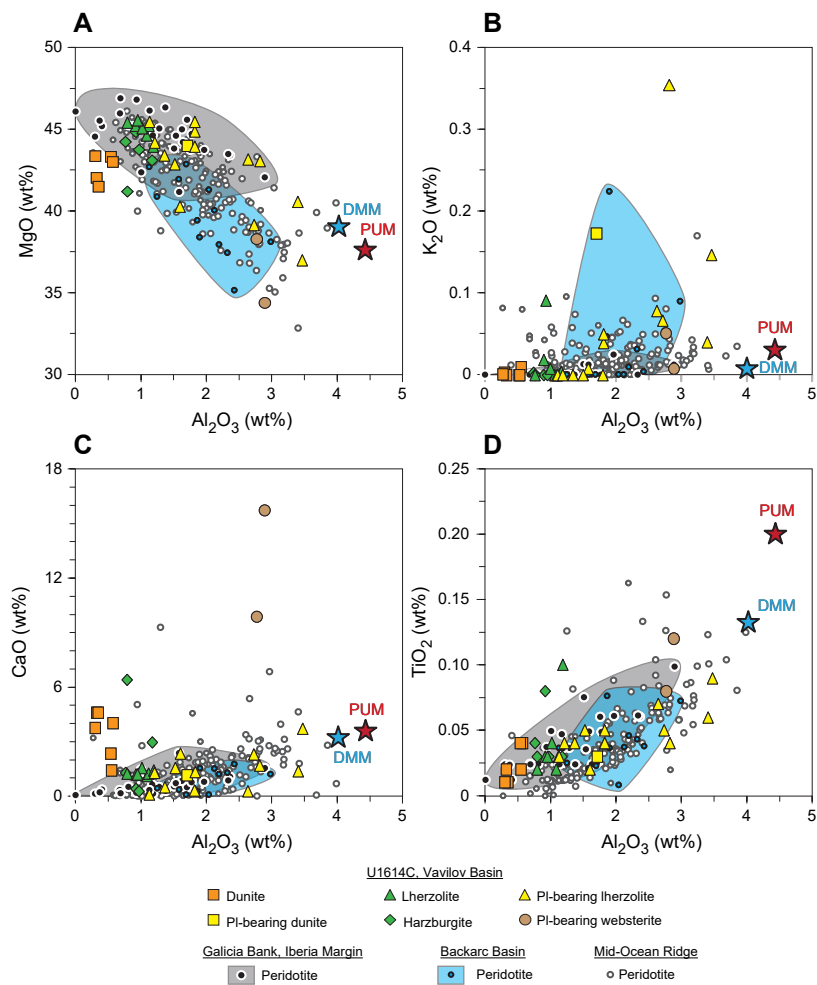 A
50
45
40
35
30
MgO (wt%)
0 1 2 3 4 5
Al2O3 (wt%)
DMM
PUM
B
0.4
0.3
0.2
0.1
0
K2O (wt%)
0 1 2 3 4 5
Al2O3 (wt%)
PUM
DMM
C
18
12
6
0
CaO (wt%)
0 1 2 3 4 5
Al2O3 (wt%)
PUM
DMM
D
0.25
0.20
0.15
0.10
0.05
0.00
TiO2 (wt%)
0 1 2 3 4 5
Al2O3 (wt%)
PUM
DMM
U1614C, Vavilov Basin
Dunite Lherzolite Pl-bearing lherzolite
Pl-bearing dunite Harzburgite Pl-bearing websterite
Galicia Bank, Iberia Margin Backarc Basin Mid-Ocean Ridge
Peridotite Peridotite Peridotite